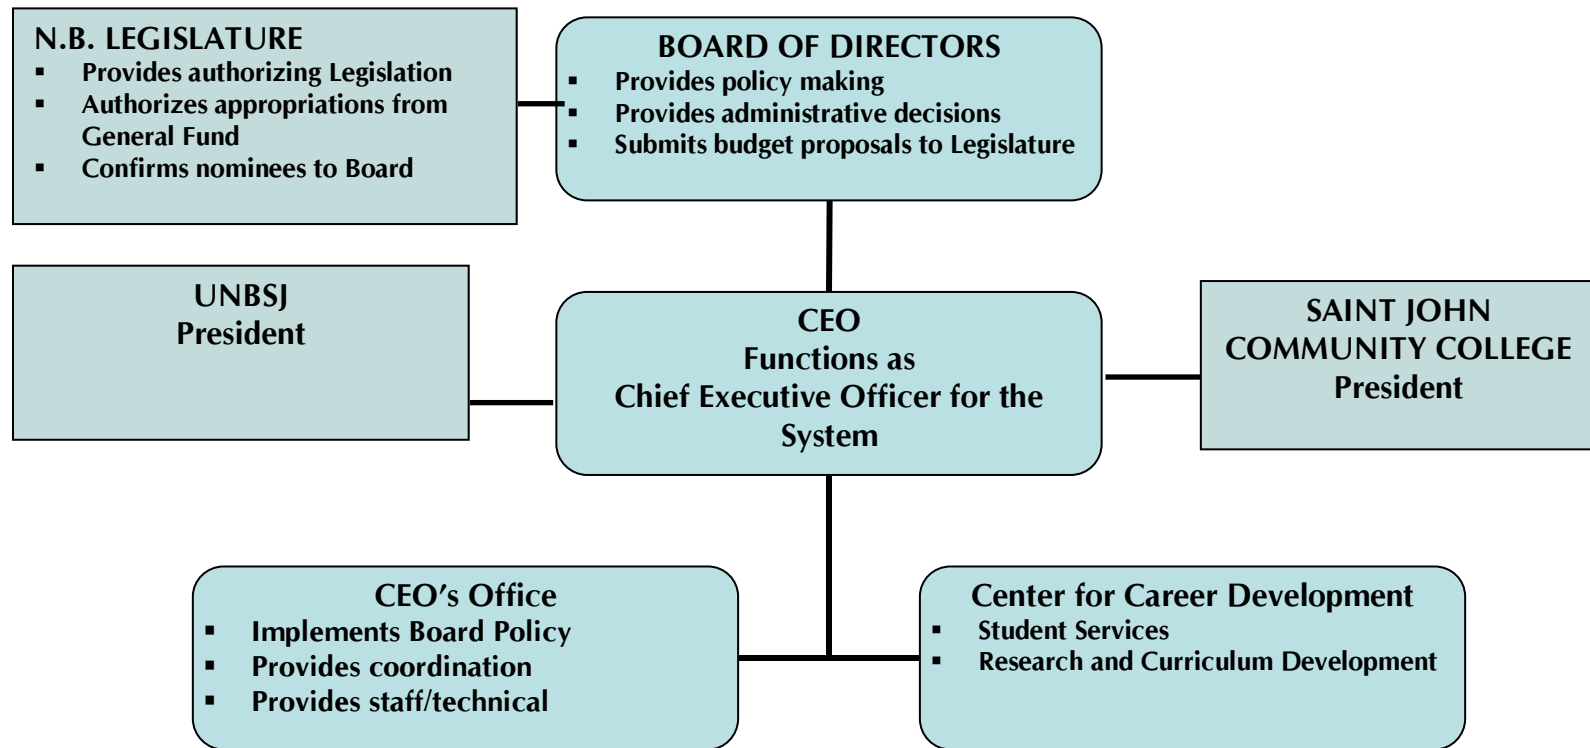 N.B. LEGISLATURE
▪ Provides authorizing Legislation
▪ Authorizes appropriations from
General Fund
▪ Confirms nominees to Board
BOARD OF DIRECTORS
▪ Provides policy making
▪ Provides administrative decisions
▪ Submits budget proposals to Legislature
UNBSJ
President
CEO
Functions as
Chief Executive Officer for the
System
SAINT JOHN
COMMUNITY COLLEGE
President
CEO's Office
▪ Implements Board Policy
▪ Provides coordination
▪ Provides staff/technical
Center for Career Development
▪ Student Services
▪ Research and Curriculum Development